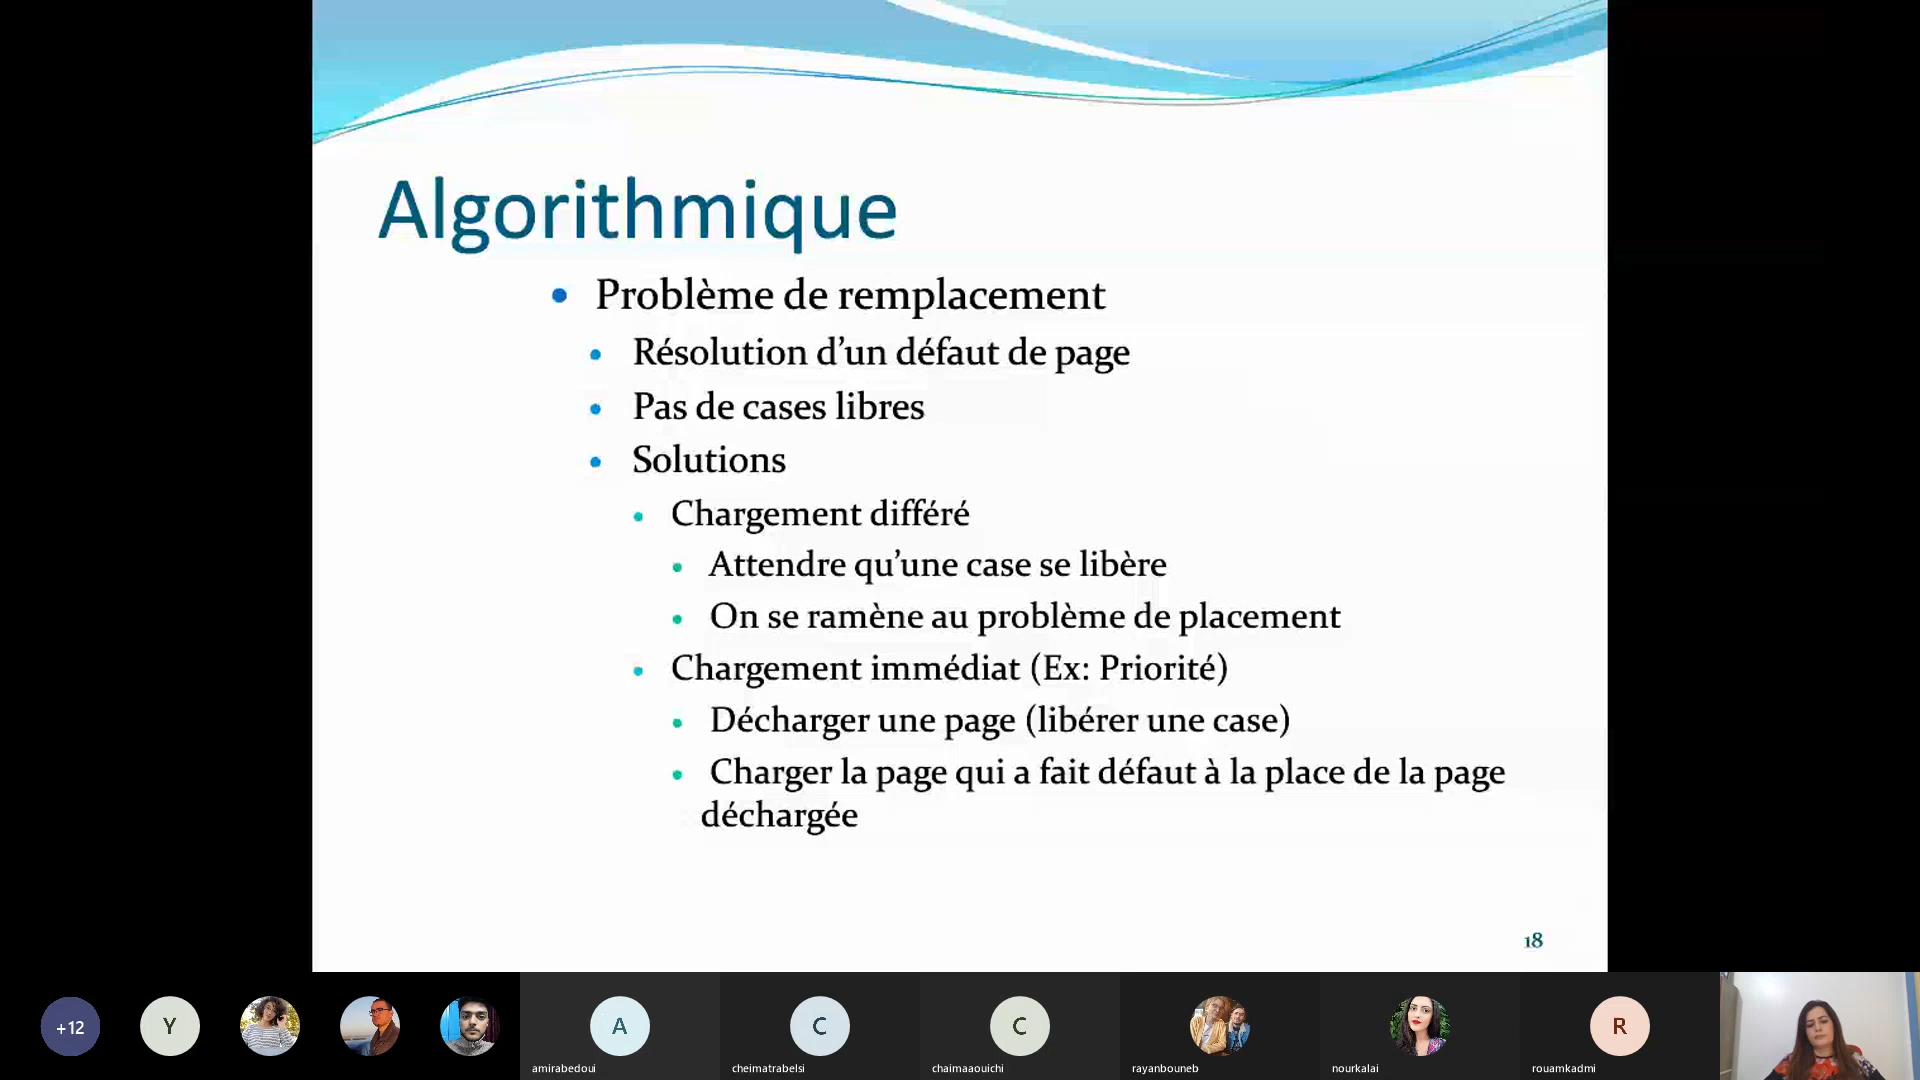 Algorithmique
• Problème de remplacement
• Résolution d’un défaut de page
• Pas de cases libres
• Solutions
• Chargement différé
• Attendre qu’une case se libère
• On se ramène au problème de placement
• Chargement immédiat (Ex: Priorité)
• Décharger une page (libérer une case)
• Charger la page qui a fait défaut à la place de la page
déchargée
18
+12
Y
A
C
C
R
amirabedoui
cheimatrabelsi
chaimaaouichi
rayanbouneb
nourkalai
rouamkadmi